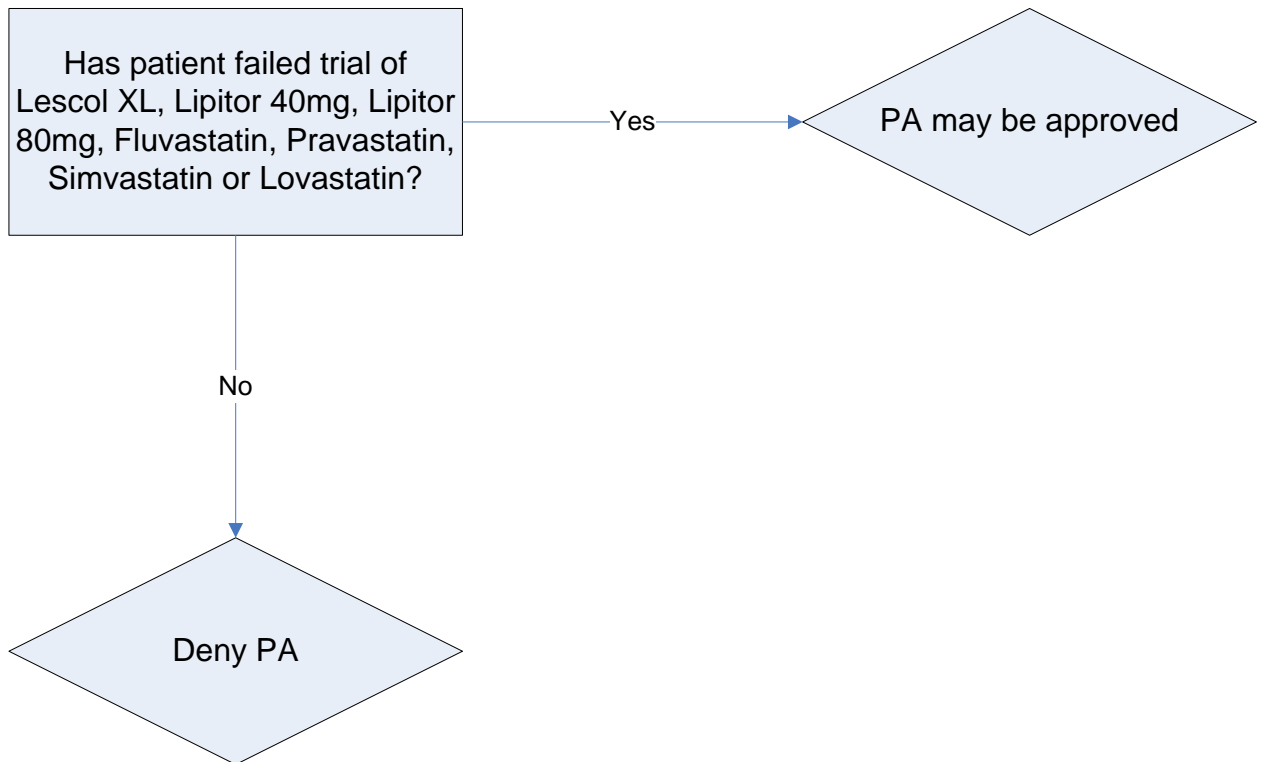 Has patient failed trial of
Lescol XL, Lipitor 40mg, Lipitor
80mg, Fluvastatin, Pravastatin,
Simvastatin or Lovastatin?
Yes
PA may be approved
No
Deny PA